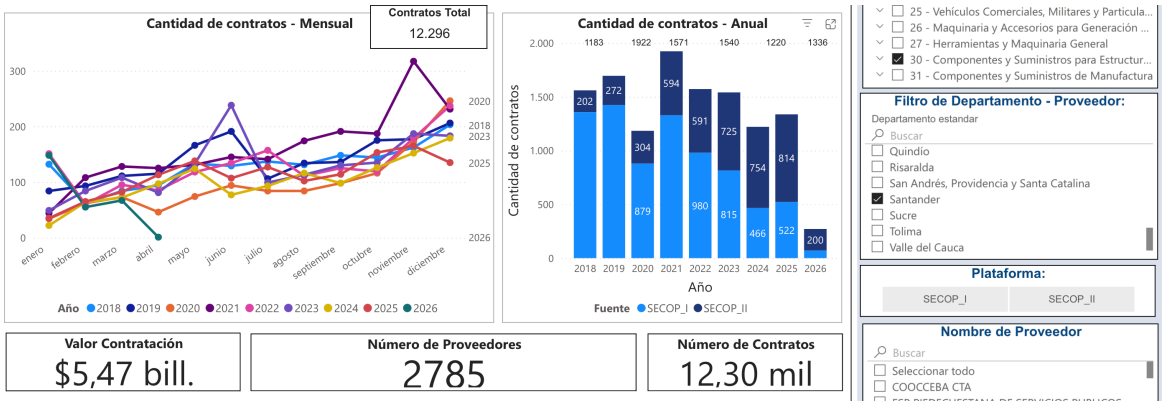 Cantidad de contratos - Mensual
Contratos Total
12.296
300
200
100
0
2020
2018
2023
2025
2026
enero
febrero
marzo
abril
mayo
junio
julio
agosto
septiembre
octubre
noviembre
diciembre
Año 2018 2019 2020 2021 2022 2023 2024 2025 2026
Cantidad de contratos - Anual
1183 1922 1571 1540 1220 1336
Cantidad de contratos
2.000
1.500
1.000
500
0
202 272 304 594 591 725 754 814 200
879 980 815 466 522
2018 2019 2020 2021 2022 2023 2024 2025 2026
Año
Fuente SECOP_I SECOP_II
Valor Contratación
$5,47 bill.
Número de Proveedores
2785
Número de Contratos
12,30 mil
25 - Vehículos Comerciales, Militares y Particula...
26 - Maquinaria y Accesorios para Generación ...
27 - Herramientas y Maquinaria General
30 - Componentes y Suministros para Estructur...
31 - Componentes y Suministros de Manufactura
Filtro de Departamento - Proveedor:
Departamento estandar
Buscar
Quindío
Risaralda
San Andrés, Providencia y Santa Catalina
Santander
Sucre
Tolima
Valle del Cauca
Plataforma:
SECOP_I SECOP_II
Nombre de Proveedor
Buscar
Seleccionar todo
COOCCEBA CTA